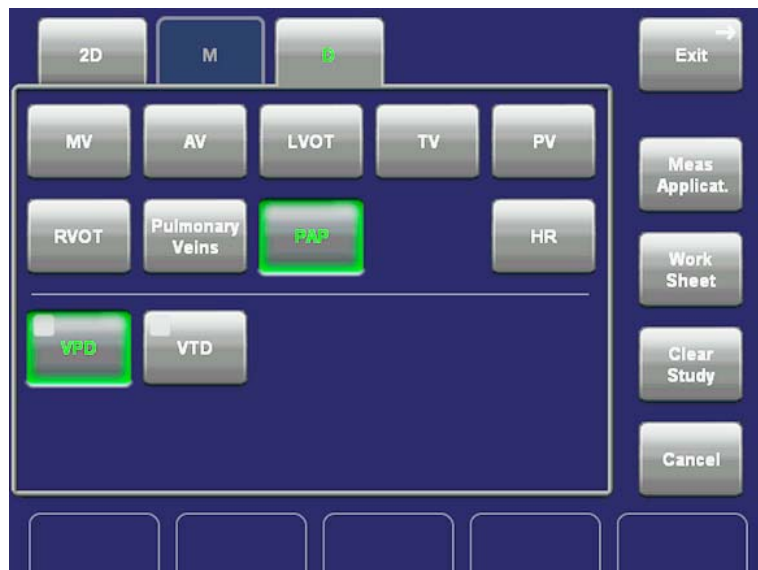 2D
M
D
Exit
MV
AV
LVOT
TV
PV
Meas
Applicat.
RVOT
Pulmonary
Veins
PAP
HR
Work
Sheet
VPD
VTD
Clear
Study
Cancel